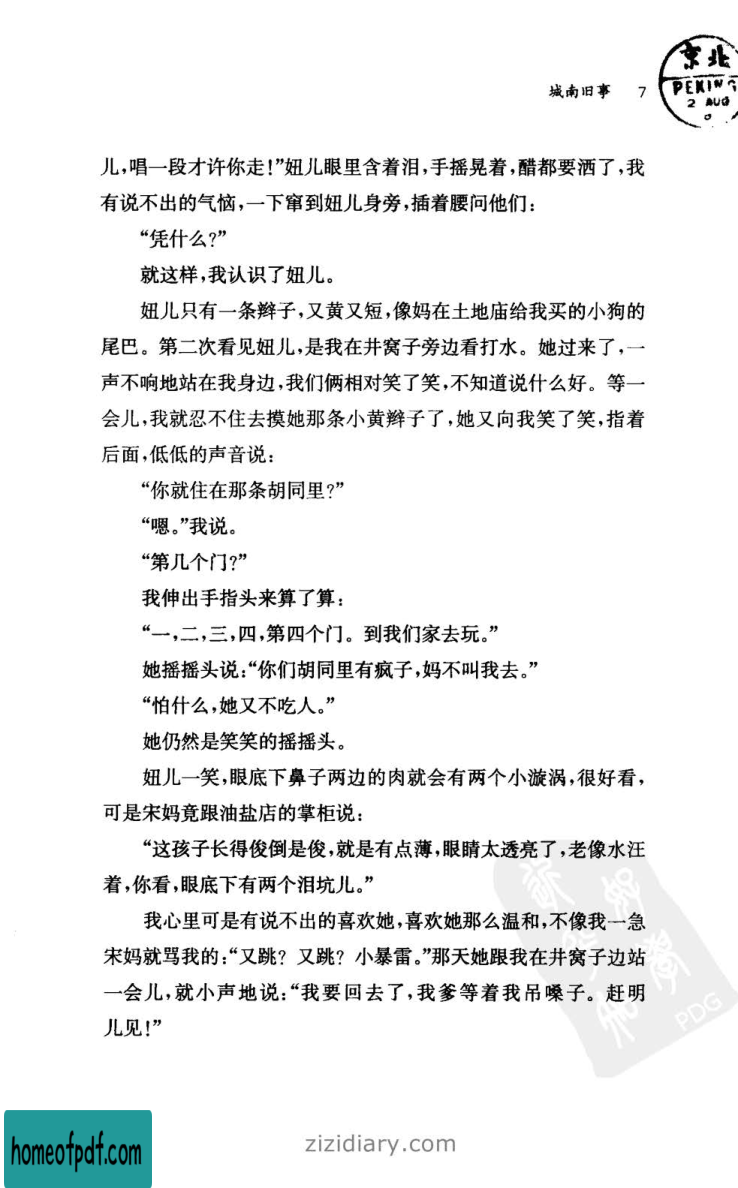 城南旧事 7
京北
PEKING
2 AUG
儿,唱一段才许你走!”妞儿眼里含着泪,手摇晃着,醋都要洒了,我
有说不出的气恼,一下窜到妞儿身旁,插着腰问他们:
“凭什么?”
就这样,我认识了妞儿。
妞儿只有一条辫子,又黄又短,像妈在土地庙给我买的小狗的
尾巴。第二次看见妞儿,是我在井窝子旁边看打水。她过来了,一
声不响地站在我身边,我们俩相对笑了笑,不知道说什么好。等一
会儿,我就忍不住去摸她那条小黄辫子了,她又向我笑了笑,指着
后面,低低的声音说:
“你就住在那条胡同里?”
“嗯。”我说。
“第几个门?”
我伸出手指头来算了算:
“一,二,三,四,第四个门。到我们家去玩。”
她摇摇头说:“你们胡同里有疯子,妈不叫我去。”
“怕什么,她又不吃人。”
她仍然是笑笑的摇摇头。
妞儿一笑,眼底下鼻子两边的肉就会有两个小漩涡,很好看,
可是宋妈竟跟油盐店的掌柜说:
“这孩子长得俊倒是俊,就是有点薄,眼睛太透亮了,老像水汪
着,你看,眼底下有两个泪坑儿。”
我心里可是有说不出的喜欢她,喜欢她那么温和,不像我一急
宋妈就骂我的:“又跳?又跳?小暴雷。”那天她跟我在井窝子边站
一会儿,就小声地说:“我要回去了,我爹等着我吊嗓子。赶明
儿见!”
PDG
homeofpdf.com
zizidiary.com